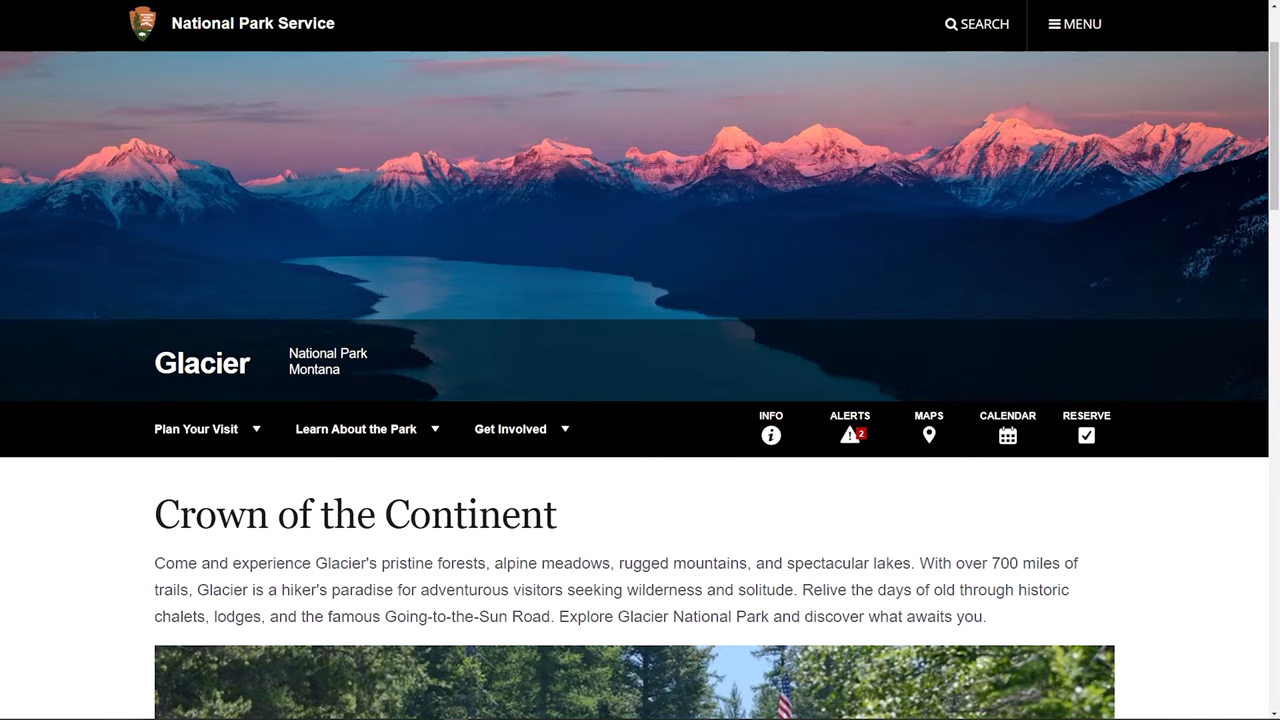 National Park Service
SEARCH
MENU
Glacier
National Park
Montana
Plan Your Visit
Learn About the Park
Get Involved
INFO
ALERTS
2
MAPS
CALENDAR
RESERVE
Crown of the Continent
Come and experience Glacier's pristine forests, alpine meadows, rugged mountains, and spectacular lakes. With over 700 miles of
trails, Glacier is a hiker's paradise for adventurous visitors seeking wilderness and solitude. Relive the days of old through historic
chalets, lodges, and the famous Going-to-the-Sun Road. Explore Glacier National Park and discover what awaits you.